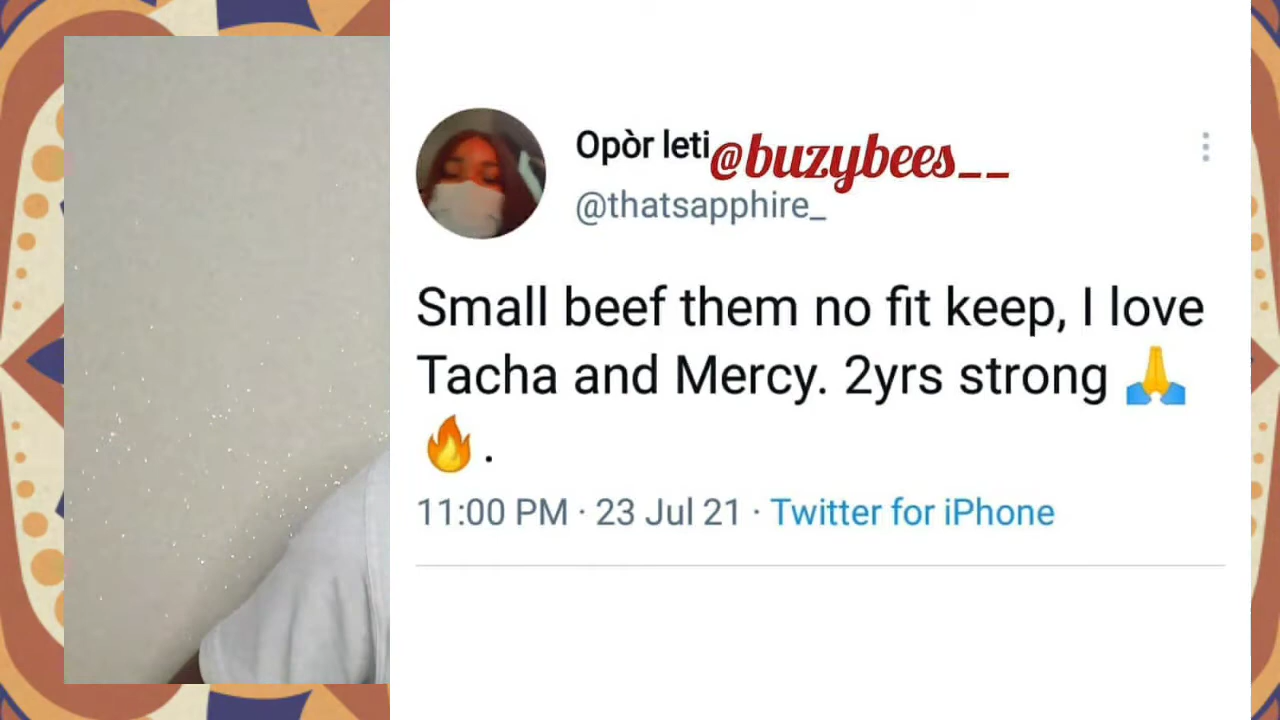 Opòr leti@buzybees__
@thatsapphire_
Small beef them no fit keep, I love
Tacha and Mercy. 2yrs strong 🙏
🔥.
11:00 PM · 23 Jul 21 · Twitter for iPhone